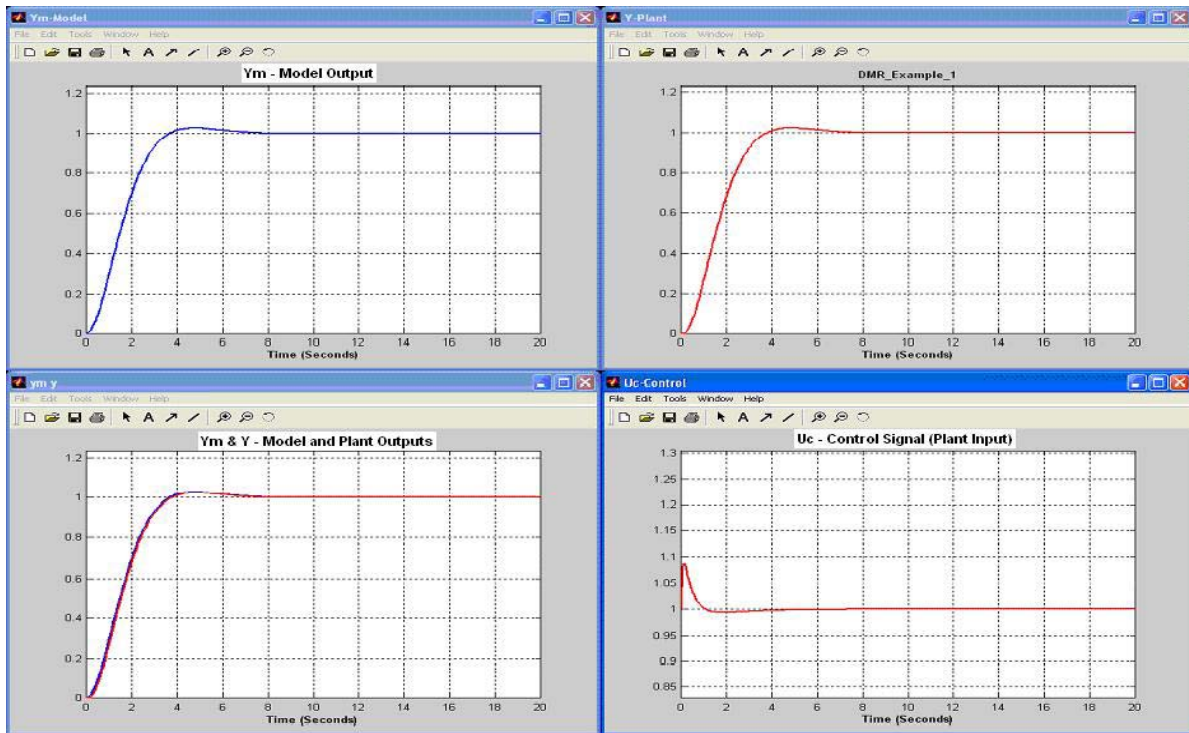 Ym-Model
File Edit Tools Window Help
A
Ym - Model Output
1.2
1
0.8
0.6
0.4
0.2
0
0 2 4 6 8 10 12 14 16 18 20
Time (Seconds)
Y-Plant
File Edit Tools Window Help
A
DMR_Example_1
1.2
1
0.8
0.6
0.4
0.2
0
0 2 4 6 8 10 12 14 16 18 20
Time (Seconds)
ym y
File Edit Tools Window Help
A
Ym & Y - Model and Plant Outputs
1.2
1
0.8
0.6
0.4
0.2
0
0 2 4 6 8 10 12 14 16 18 20
Time (Seconds)
Uc-Control
File Edit Tools Window Help
A
Uc - Control Signal (Plant Input)
1.3
1.25
1.2
1.15
1.1
1.05
1
0.95
0.9
0.85
0 2 4 6 8 10 12 14 16 18 20
Time (Seconds)